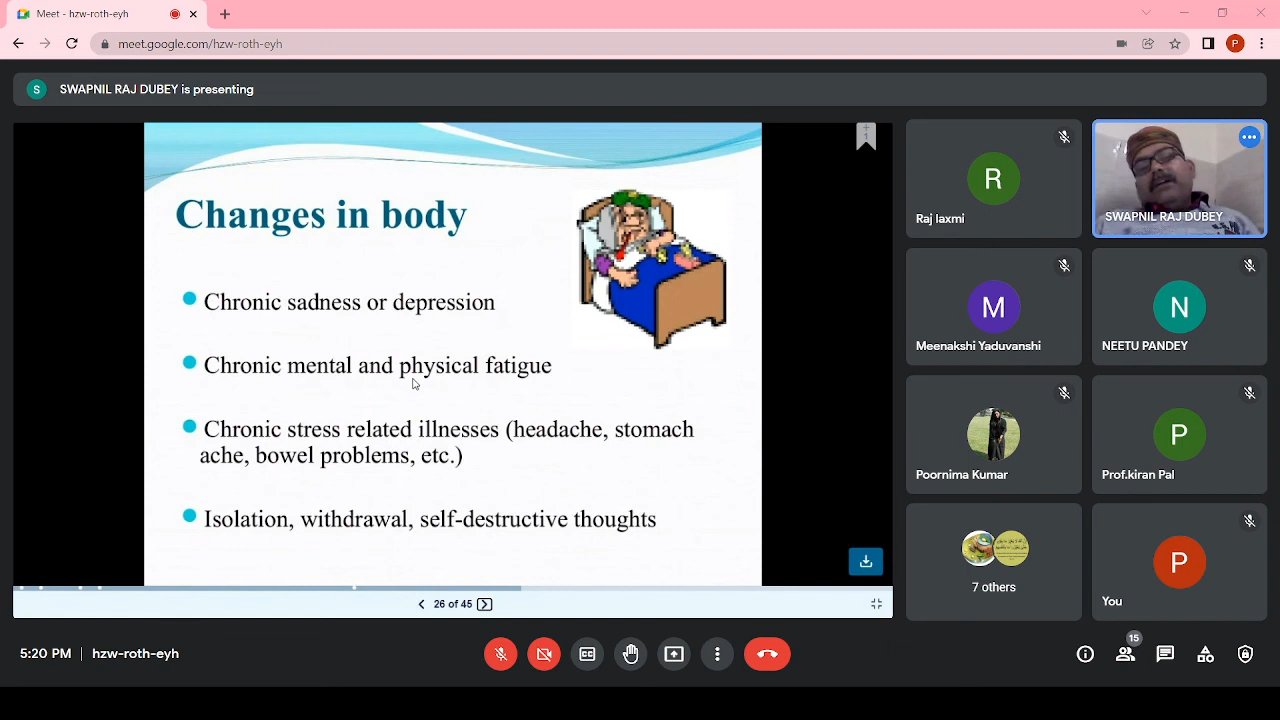 Meet - hzw-roth-eyh
meet.google.com/hzw-roth-eyh
P
S
SWAPNIL RAJ DUBEY is presenting
1
Changes in body
Chronic sadness or depression
Chronic mental and physical fatigue
Chronic stress related illnesses (headache, stomach
ache, bowel problems, etc.)
Isolation, withdrawal, self-destructive thoughts
26 of 45
R
Raj laxmi
SWAPNIL RAJ DUBEY
M
Meenakshi Yaduvanshi
N
NEETU PANDEY
Poornima Kumar
P
Prof.kiran Pal
7 others
P
You
5:20 PM | hzw-roth-eyh
15